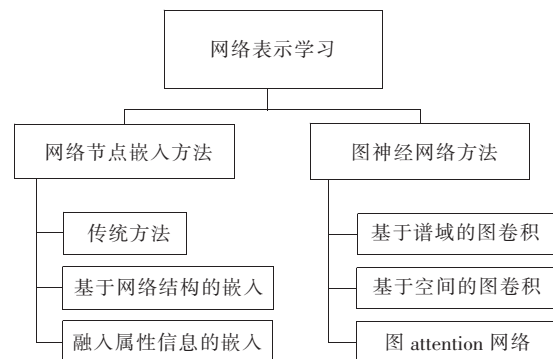 网络表示学习
网络节点嵌入方法
图神经网络方法
传统方法
基于网络结构的嵌入
融入属性信息的嵌入
基于谱域的图卷积
基于空间的图卷积
图 attention 网络